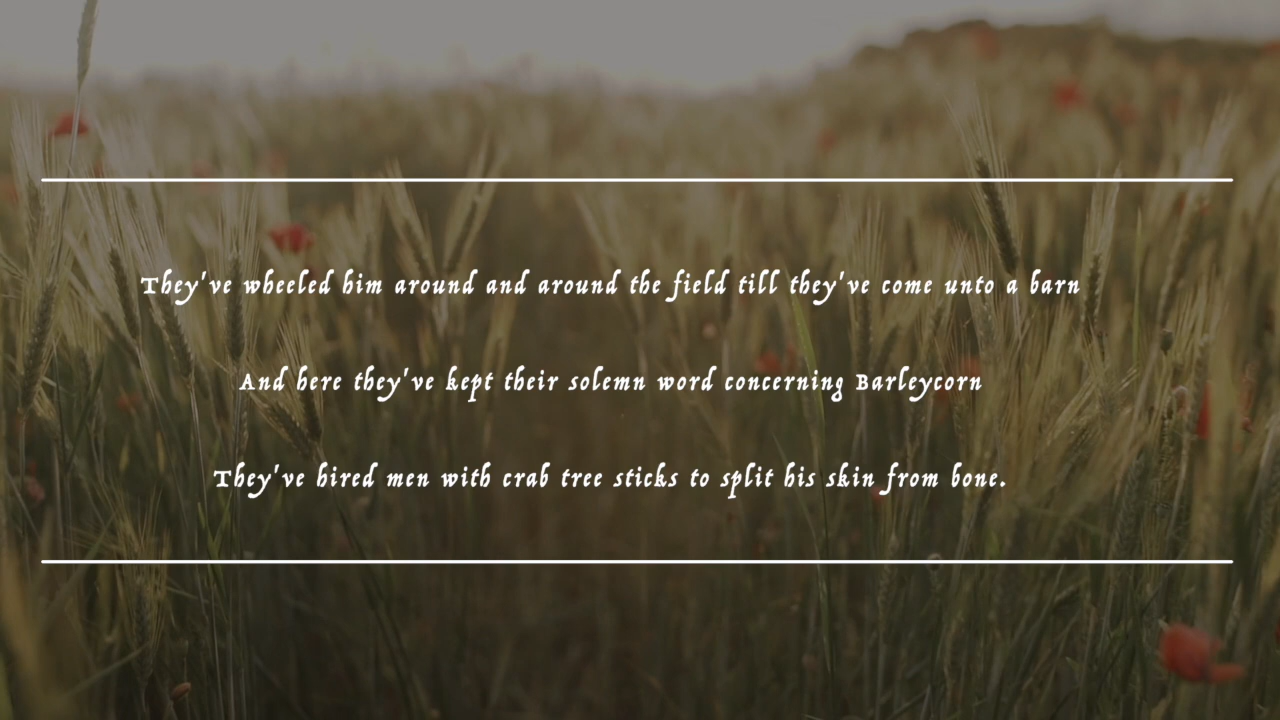 They've wheeled him around and around the field till they've come unto a barn
And here they've kept their solemn word concerning Barleycorn
They've hired men with crab tree sticks to split his skin from bone.